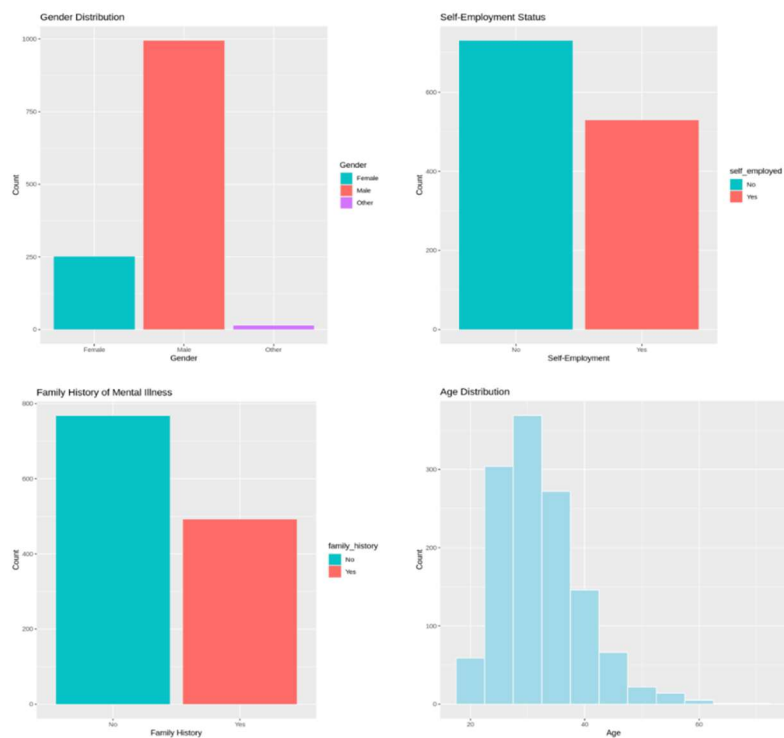 Gender Distribution
1000
750
500
250
0
Count
Female
Male
Other
Gender
Gender
Female
Male
Other
Self-Employment Status
600
400
200
0
Count
No
Yes
Self-Employment
self_employed
No
Yes
Family History of Mental Illness
800
600
400
200
0
Count
No
Yes
Family History
family_history
No
Yes
Age Distribution
300
200
100
0
Count
20
40
60
Age